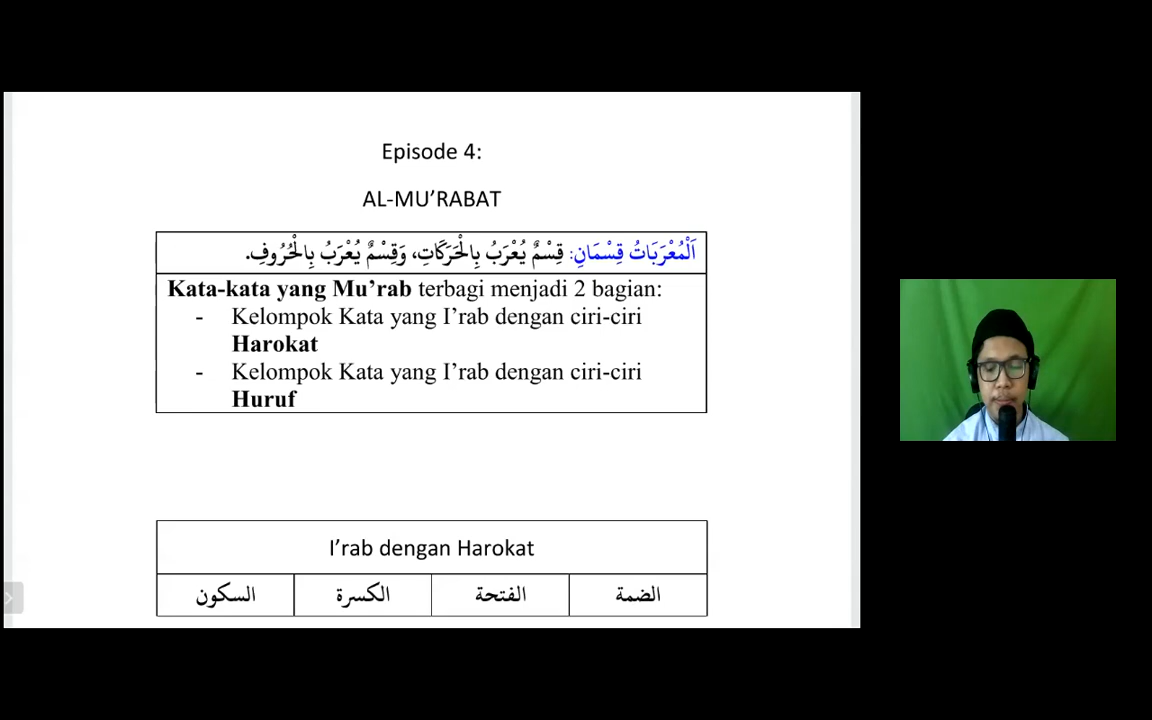 Episode 4:
AL-MU’RABAT
اَلْمُعْرَبَاتُ قِسْمَانِ: قِسْمٌ يُعْرَبُ بِالْحَرَكَاتِ، وَقِسْمٌ يُعْرَبُ بِالْحُرُوفِ.
Kata-kata yang Mu’rab terbagi menjadi 2 bagian:
- Kelompok Kata yang I’rab dengan ciri-ciri
Harokat
- Kelompok Kata yang I’rab dengan ciri-ciri
Huruf
I’rab dengan Harokat
الضمة الفتحة الكسرة السكون